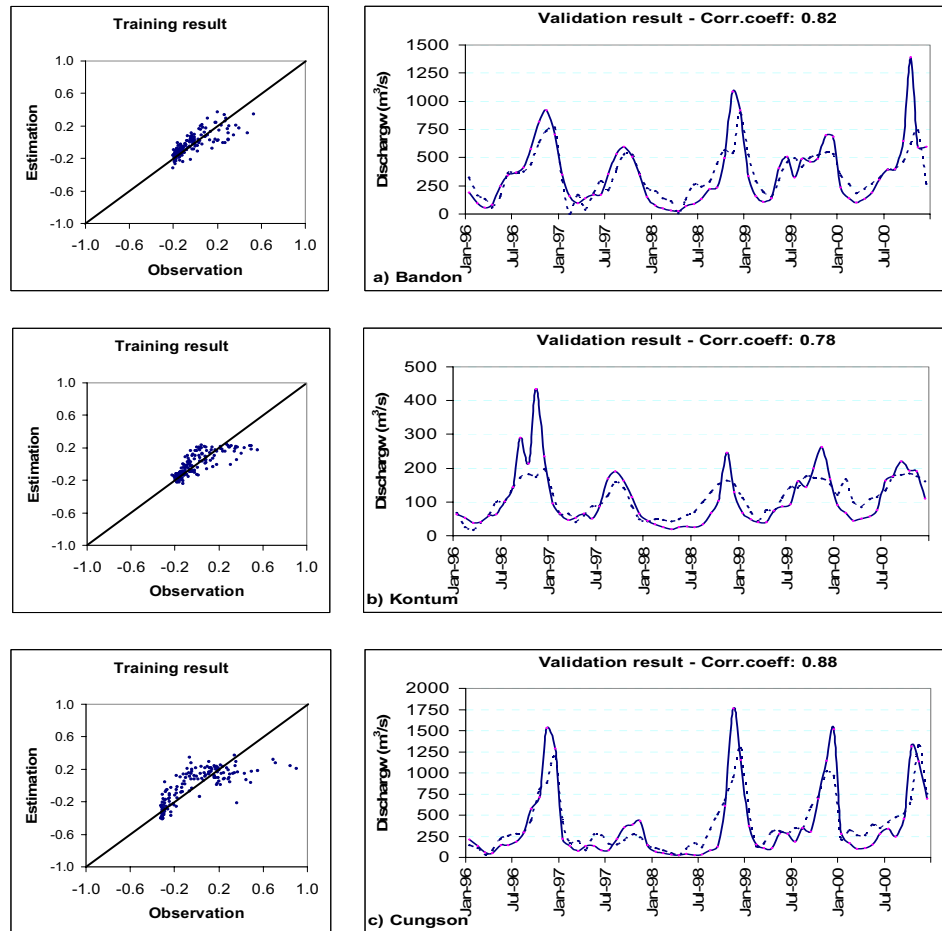 Training result
1.0
0.6
0.2
-0.2
-0.6
-1.0
-1.0 -0.6 -0.2 0.2 0.6 1.0
Estimation
Observation
Validation result - Corr.coeff: 0.82
1500
1250
1000
750
500
250
0
Dischargw (m³/s)
Jan-96 Jul-96 Jan-97 Jul-97 Jan-98 Jul-98 Jan-99 Jul-99 Jan-00 Jul-00
a) Bandon
Training result
1.0
0.6
0.2
-0.2
-0.6
-1.0
-1.0 -0.6 -0.2 0.2 0.6 1.0
Estimation
Observation
Validation result - Corr.coeff: 0.78
500
400
300
200
100
0
Dischargw (m³/s)
Jan-96 Jul-96 Jan-97 Jul-97 Jan-98 Jul-98 Jan-99 Jul-99 Jan-00 Jul-00
b) Kontum
Training result
1.0
0.6
0.2
-0.2
-0.6
-1.0
-1.0 -0.6 -0.2 0.2 0.6 1.0
Estimation
Observation
Validation result - Corr.coeff: 0.88
2000
1750
1500
1250
1000
750
500
250
0
Dischargw (m³/s)
Jan-96 Jul-96 Jan-97 Jul-97 Jan-98 Jul-98 Jan-99 Jul-99 Jan-00 Jul-00
c) Cungson